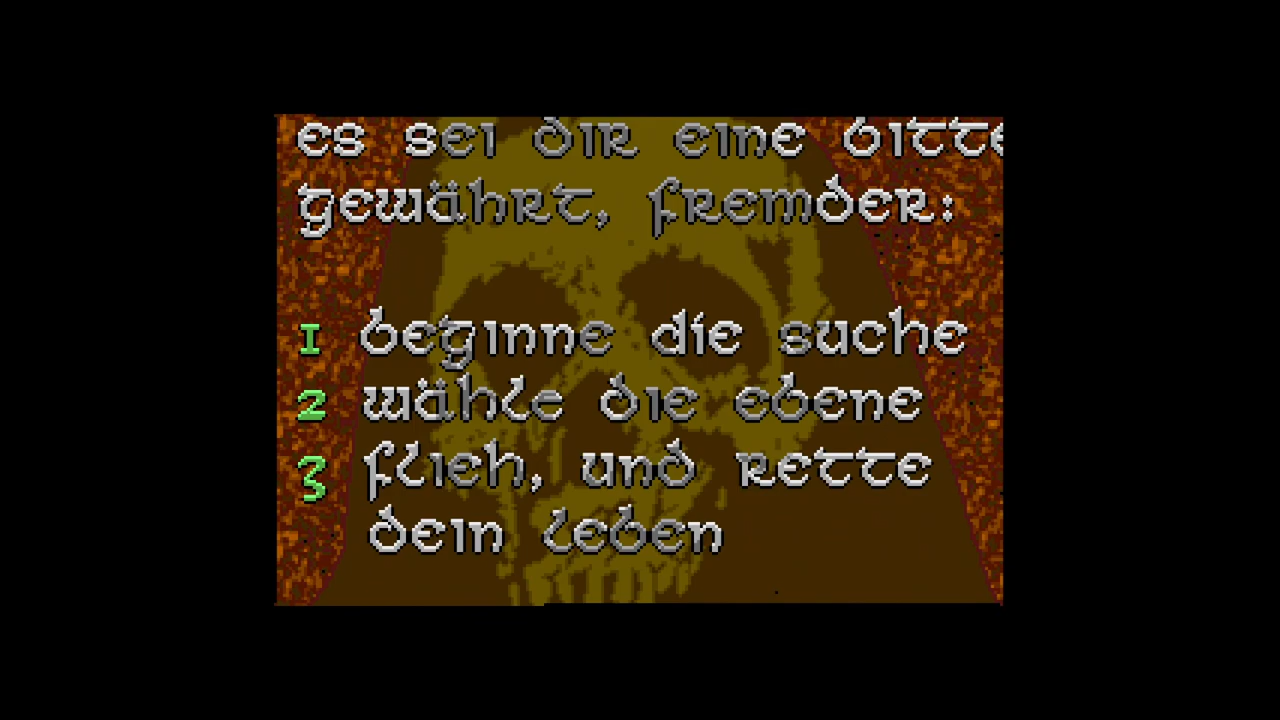 es sei dir eine bitte
gewährt, fremder:
1 beginne die suche
2 wähle die ebene
3 flieh, und rette
dein leben